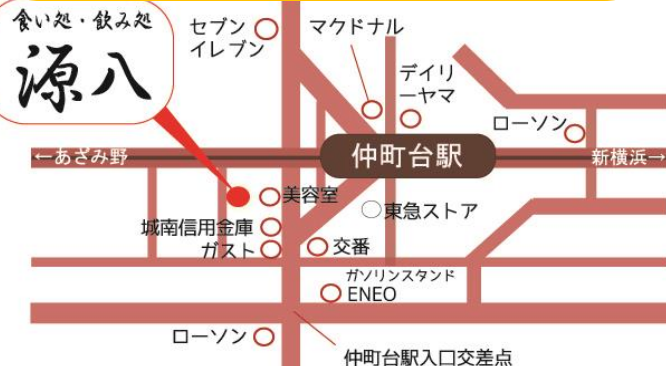 食い処・飲み処
源八
セブン
イレブン
マクドナル
デイリ
ーヤマ
ローソン
←あざみ野
仲町台駅
新横浜→
美容室
東急ストア
城南信用金庫
ガスト
交番
ガソリンスタンド
ENEO
ローソン
仲町台駅入口交差点